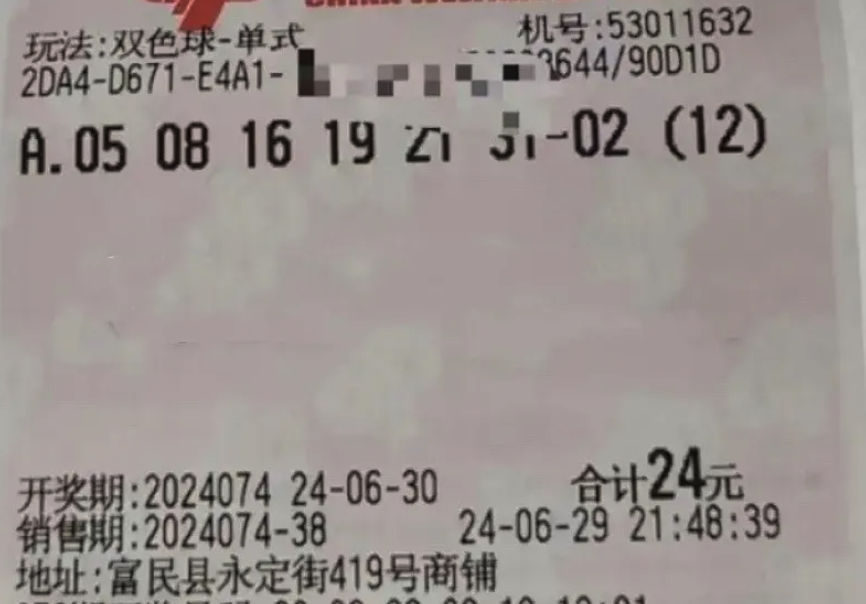 玩法:双色球-单式 机号:53011632
2DA4-D671-E4A1- 3644/90D1D
A.05 08 16 19 21 31-02 (12)
开奖期:2024074 24-06-30 合计24元
销售期:2024074-38 24-06-29 21:48:39
地址:富民县永定街419号商铺